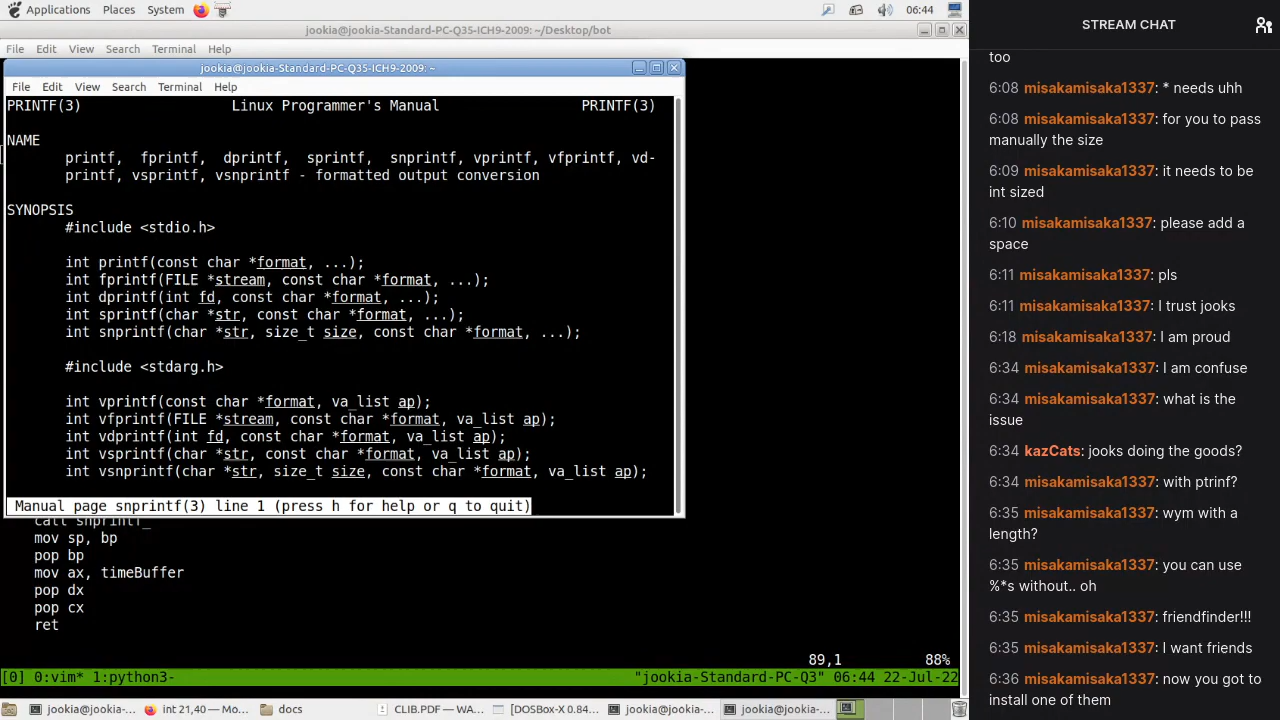 Applications Places System 06:44
jookia@jookia-Standard-PC-Q35-ICH9-2009: ~/Desktop/bot
File Edit View Search Terminal Help
jookia@jookia-Standard-PC-Q35-ICH9-2009: ~
File Edit View Search Terminal Help
PRINTF(3) Linux Programmer's Manual PRINTF(3)
NAME
printf, fprintf, dprintf, sprintf, snprintf, vprintf, vfprintf, vd-
printf, vsprintf, vsnprintf - formatted output conversion
SYNOPSIS
#include <stdio.h>
int printf(const char *format, ...);
int fprintf(FILE *stream, const char *format, ...);
int dprintf(int fd, const char *format, ...);
int sprintf(char *str, const char *format, ...);
int snprintf(char *str, size_t size, const char *format, ...);
#include <stdarg.h>
int vprintf(const char *format, va_list ap);
int vfprintf(FILE *stream, const char *format, va_list ap);
int vdprintf(int fd, const char *format, va_list ap);
int vsprintf(char *str, const char *format, va_list ap);
int vsnprintf(char *str, size_t size, const char *format, va_list ap);
Manual page snprintf(3) line 1 (press h for help or q to quit)
call snprintf_
mov sp, bp
pop bp
mov ax, timeBuffer
pop dx
pop cx
ret
89,1 88%
[0] 0:vim* 1:python3- "jookia-Standard-PC-Q3" 06:44 22-Jul-22
jookia@jookia-... int 21,40 — Mo... docs CLIB.PDF — WA... [DOSBox-X 0.84... jookia@jookia-... jookia@jookia-...
STREAM CHAT
too
6:08 misakamisaka1337: * needs uhh
6:08 misakamisaka1337: for you to pass
manually the size
6:09 misakamisaka1337: it needs to be
int sized
6:10 misakamisaka1337: please add a
space
6:11 misakamisaka1337: pls
6:11 misakamisaka1337: I trust jooks
6:18 misakamisaka1337: I am proud
6:34 misakamisaka1337: I am confuse
6:34 misakamisaka1337: what is the
issue
6:34 kazCats: jooks doing the goods?
6:34 misakamisaka1337: with ptrinf?
6:35 misakamisaka1337: wym with a
length?
6:35 misakamisaka1337: you can use
%*s without.. oh
6:35 misakamisaka1337: friendfinder!!!
6:35 misakamisaka1337: I want friends
6:36 misakamisaka1337: now you got to
install one of them